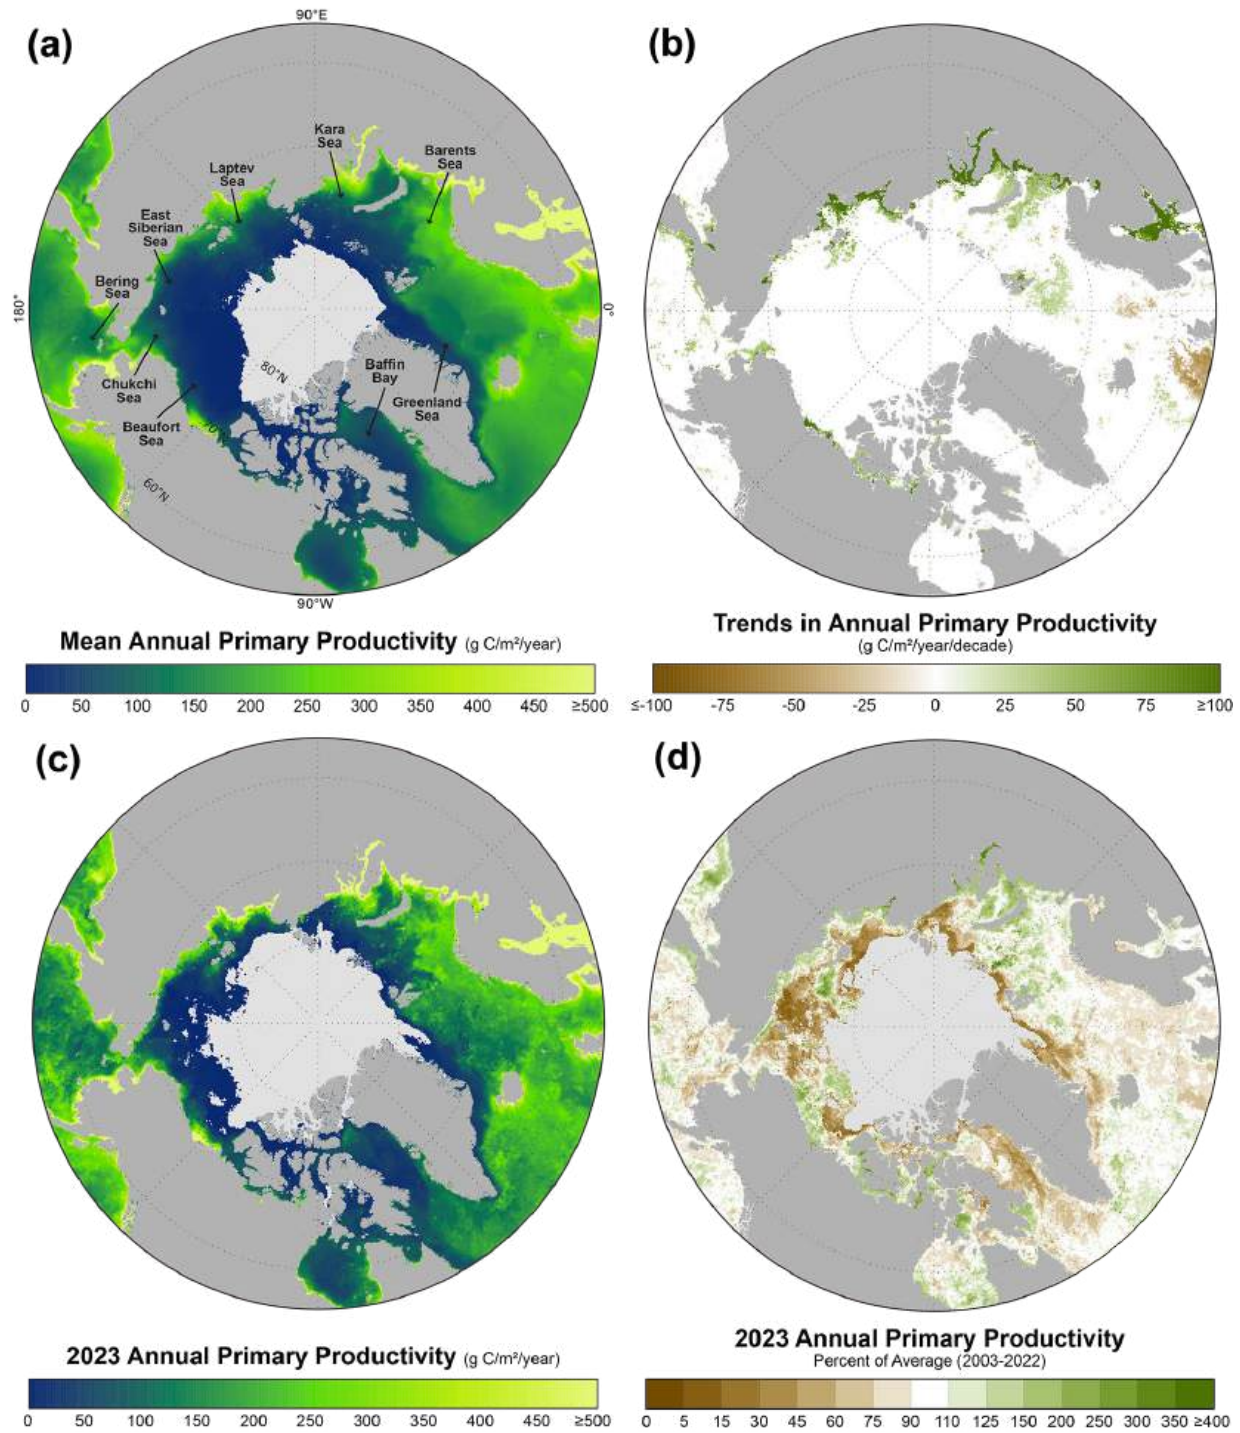 (a)
90°E
Kara
Sea
Barents
Sea
Laptev
Sea
East
Siberian
Sea
Bering
Sea
180°
0°
80°N
Baffin
Bay
Chukchi
Sea
Greenland
Sea
Beaufort
Sea
60°N
90°W
Mean Annual Primary Productivity (g C/m²/year)
0 50 100 150 200 250 300 350 400 450 ≥500
(b)
Trends in Annual Primary Productivity
(g C/m²/year/decade)
≤-100 -75 -50 -25 0 25 50 75 ≥100
(c)
2023 Annual Primary Productivity (g C/m²/year)
0 50 100 150 200 250 300 350 400 450 ≥500
(d)
2023 Annual Primary Productivity
Percent of Average (2003-2022)
0 5 15 30 45 60 75 90 110 125 150 200 250 300 350 ≥400